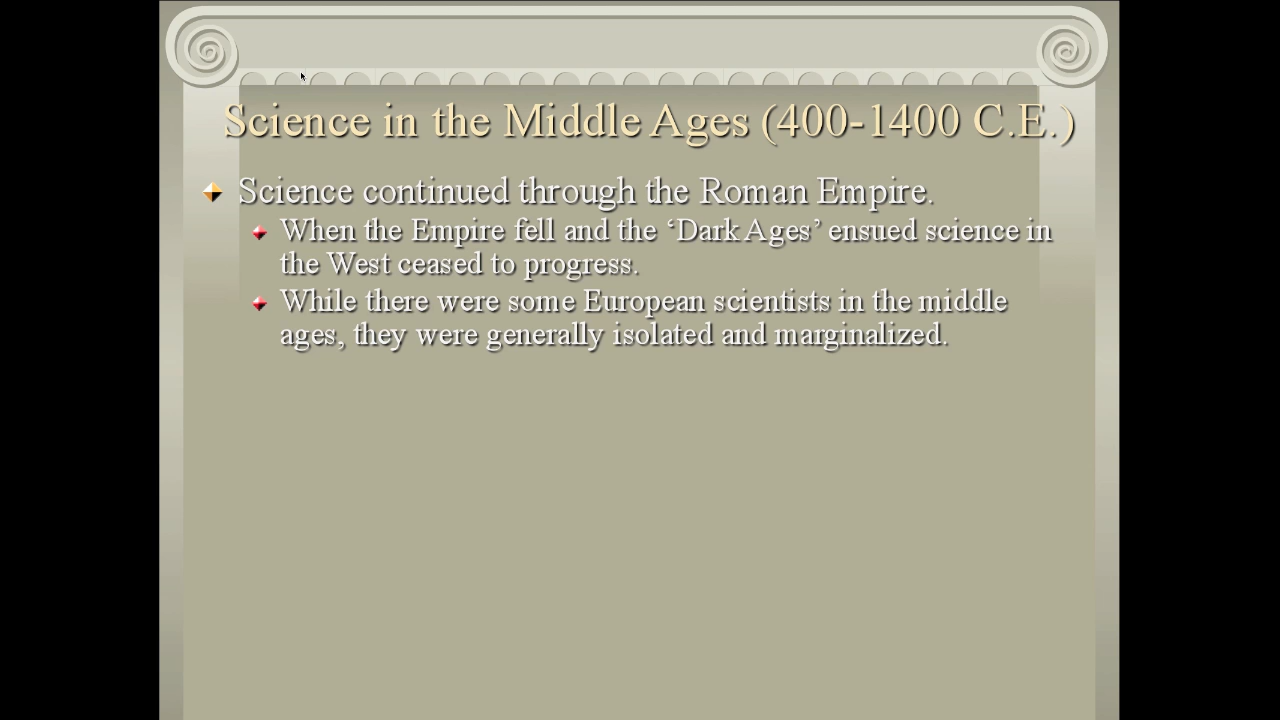 Science in the Middle Ages (400-1400 C.E.)
Science continued through the Roman Empire.
When the Empire fell and the ‘Dark Ages’ ensued science in
the West ceased to progress.
While there were some European scientists in the middle
ages, they were generally isolated and marginalized.